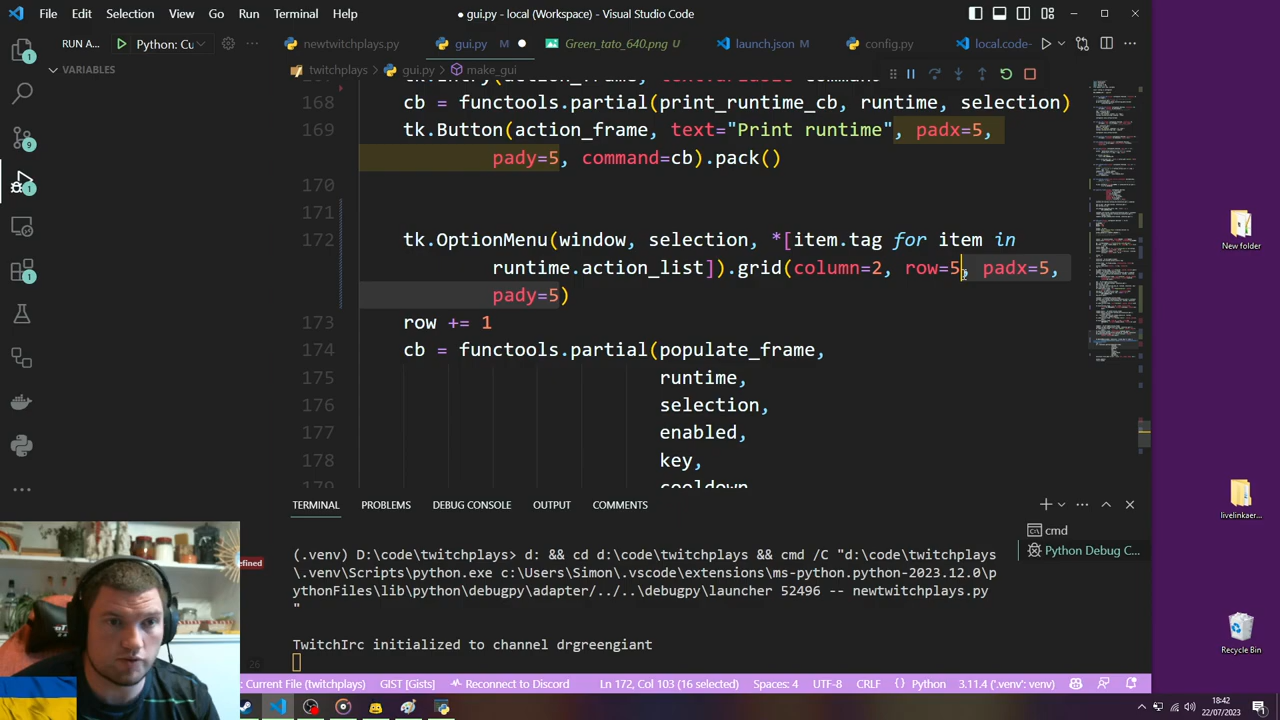 File Edit Selection View Go Run Terminal Help
● gui.py - local (Workspace) - Visual Studio Code
RUN A... Python: Cu
newtwitchplays.py
gui.py M
Green_tato_640.png U
launch.json M
config.py
local.code-
VARIABLES
twitchplays > gui.py > make_gui
168 cb = functools.partial(print_runtime_cb, runtime, selection)
169 tk.Button(action_frame, text="Print runtime", padx=5,
pady=5, command=cb).pack()
170
171
172 tk.OptionMenu(window, selection, *[item.tag for item in
runtime.action_list]).grid(column=2, row=5, padx=5,
pady=5)
173 row += 1
174 cb = functools.partial(populate_frame,
175 runtime,
176 selection,
177 enabled,
178 key,
179 cooldown
TERMINAL PROBLEMS DEBUG CONSOLE OUTPUT COMMENTS
cmd
Python Debug C...
(.venv) D:\code\twitchplays> d: && cd d:\code\twitchplays && cmd /C "d:\code\twitchplays
\.venv\Scripts\python.exe c:\Users\Simon\.vscode\extensions\ms-python.python-2023.12.0\p
ythonFiles\lib\python\debugpy\adapter/../..\debugpy\launcher 52496 -- newtwitchplays.py
"
TwitchIrc initialized to channel drgreengiant
efined
26
: Current File (twitchplays) GIST [Gists] Reconnect to Discord Ln 172, Col 103 (16 selected) Spaces: 4 UTF-8 CRLF Python 3.11.4 ('.venv': venv)
New folder
livelinkaer...
Recycle Bin
18:42
22/07/2023